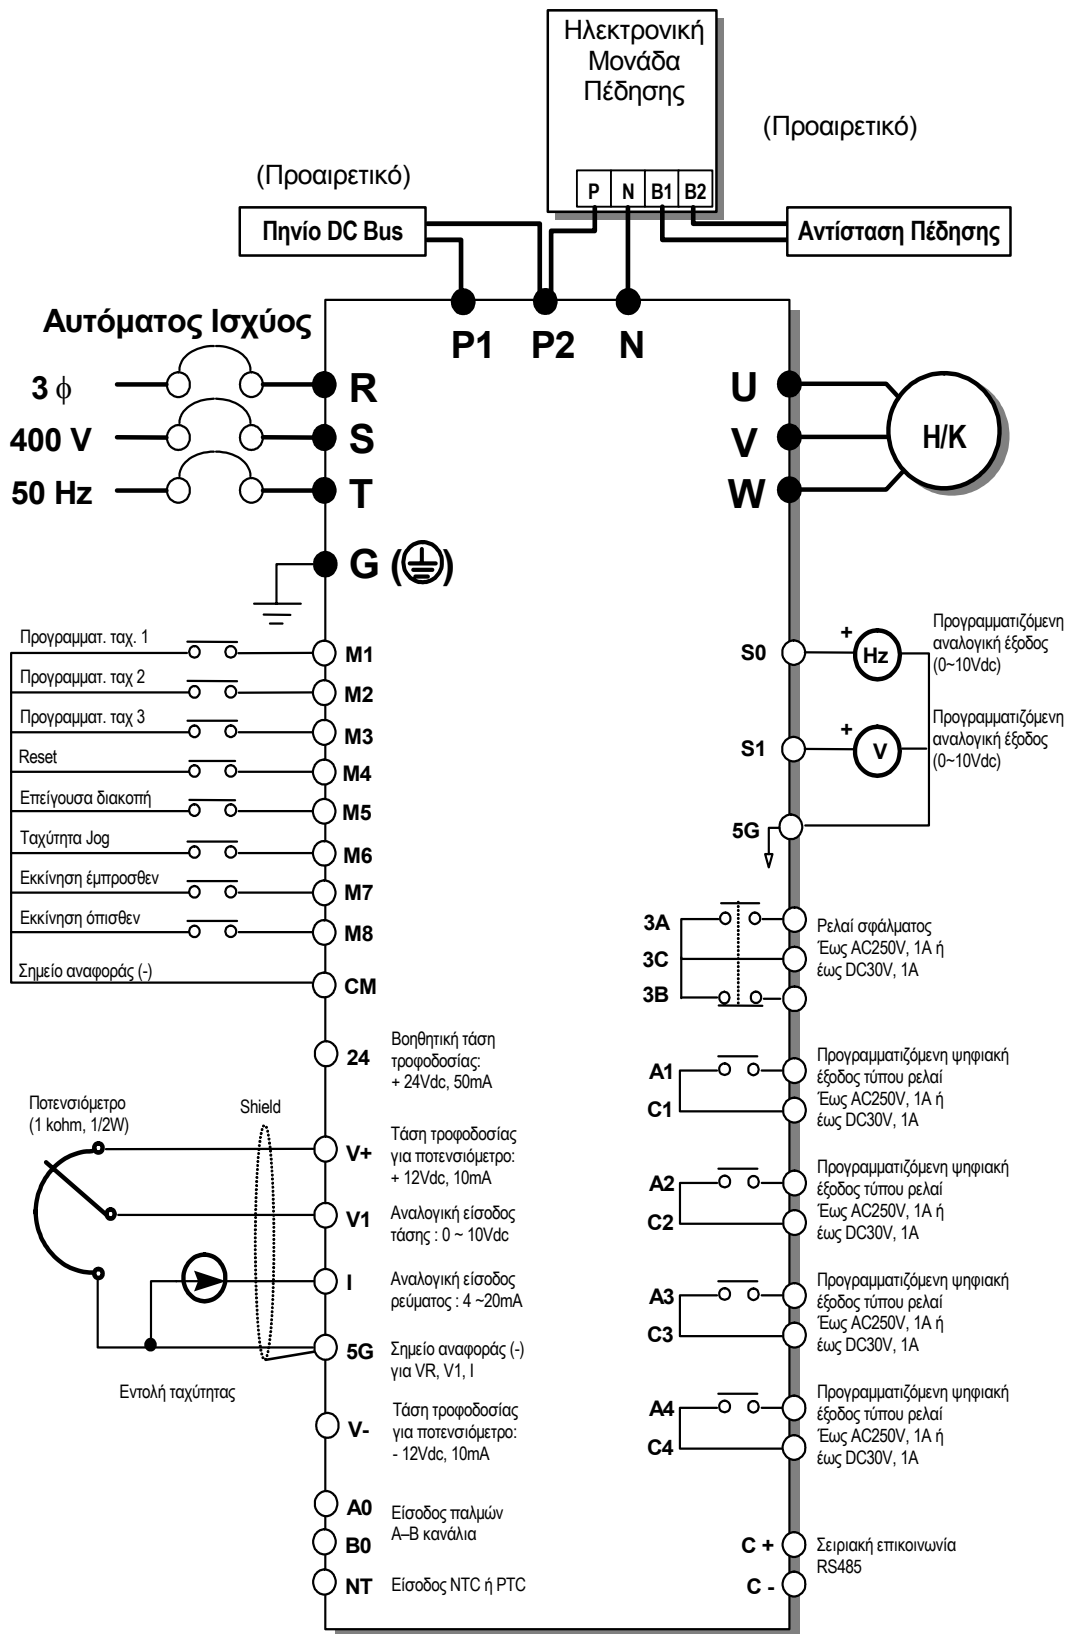 Ηλεκτρονική
Μονάδα
Πέδησης
(Προαιρετικό)
(Προαιρετικό)
P N B1 B2
Πηνίο DC Bus
Αντίσταση Πέδησης
Αυτόματος Ισχύος
P1 P2 N
3 ϕ
R
U
400 V
S
V
H/K
50 Hz
T
W
G
Προγραμματ. ταχ. 1
M1
Προγραμματ. ταχ 2
M2
Προγραμματ. ταχ 3
M3
Reset
M4
Επείγουσα διακοπή
M5
Ταχύτητα Jog
M6
Εκκίνηση έμπροσθεν
M7
Εκκίνηση όπισθεν
M8
Σημείο αναφοράς (-)
CM
S0
+
Hz
Προγραμματιζόμενη
αναλογική έξοδος
(0~10Vdc)
S1
+
V
Προγραμματιζόμενη
αναλογική έξοδος
(0~10Vdc)
5G
3A
3C
3B
Ρελαί σφάλματος
Έως AC250V, 1A ή
έως DC30V, 1A
24
Βοηθητική τάση
τροφοδοσίας:
+ 24Vdc, 50mA
Ποτενσιόμετρο
(1 kohm, 1/2W)
Shield
V+
Τάση τροφοδοσίας
για ποτενσιόμετρο:
+ 12Vdc, 10mA
V1
Αναλογική είσοδος
τάσης : 0 ~ 10Vdc
I
Αναλογική είσοδος
ρεύματος : 4 ~20mA
5G
Σημείο αναφοράς (-)
για VR, V1, I
Εντολή ταχύτητας
V-
Τάση τροφοδοσίας
για ποτενσιόμετρο:
- 12Vdc, 10mA
A0
B0
Είσοδος παλμών
A–B κανάλια
NT
Είσοδος NTC ή PTC
A1
C1
Προγραμματιζόμενη ψηφιακή
έξοδος τύπου ρελαί
Έως AC250V, 1A ή
έως DC30V, 1A
A2
C2
Προγραμματιζόμενη ψηφιακή
έξοδος τύπου ρελαί
Έως AC250V, 1A ή
έως DC30V, 1A
A3
C3
Προγραμματιζόμενη ψηφιακή
έξοδος τύπου ρελαί
Έως AC250V, 1A ή
έως DC30V, 1A
A4
C4
Προγραμματιζόμενη ψηφιακή
έξοδος τύπου ρελαί
Έως AC250V, 1A ή
έως DC30V, 1A
C +
C -
Σειριακή επικοινωνία
RS485